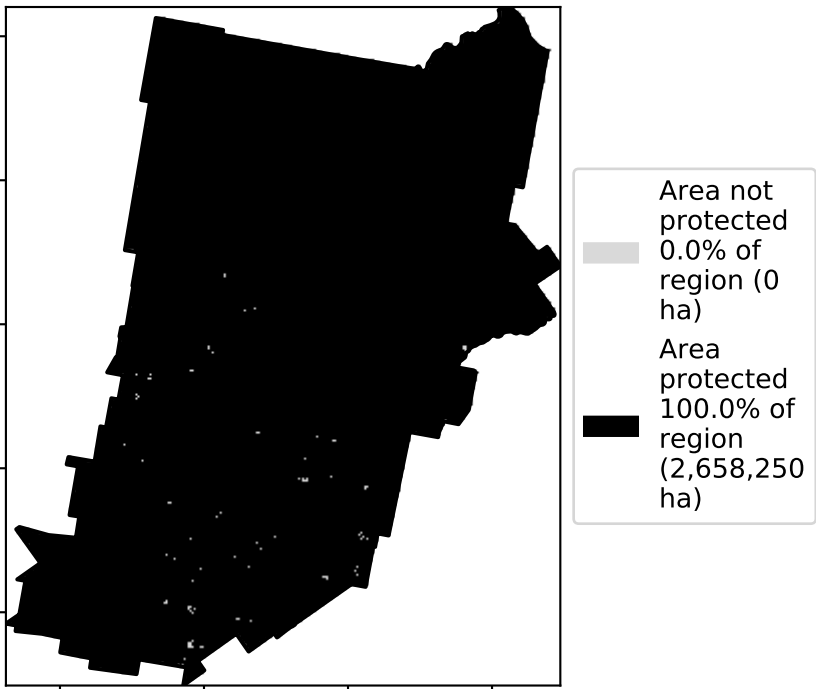 Area not
protected
0.0% of
region (0
ha)
Area
protected
100.0% of
region
(2,658,250
ha)